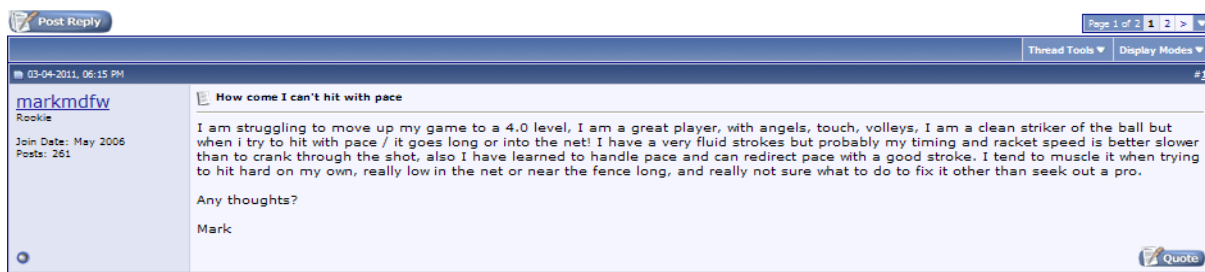 Post Reply
Page 1 of 2 1 2 >
Thread Tools Display Modes
03-04-2011, 06:15 PM #1
markmdfw
Rookie
Join Date: May 2006
Posts: 261
How come I can't hit with pace
I am struggling to move up my game to a 4.0 level, I am a great player, with angels, touch, volleys, I am a clean striker of the ball but
when i try to hit with pace / it goes long or into the net! I have a very fluid strokes but probably my timing and racket speed is better slower
than to crank through the shot, also I have learned to handle pace and can redirect pace with a good stroke. I tend to muscle it when trying
to hit hard on my own, really low in the net or near the fence long, and really not sure what to do to fix it other than seek out a pro.
Any thoughts?
Mark
Quote